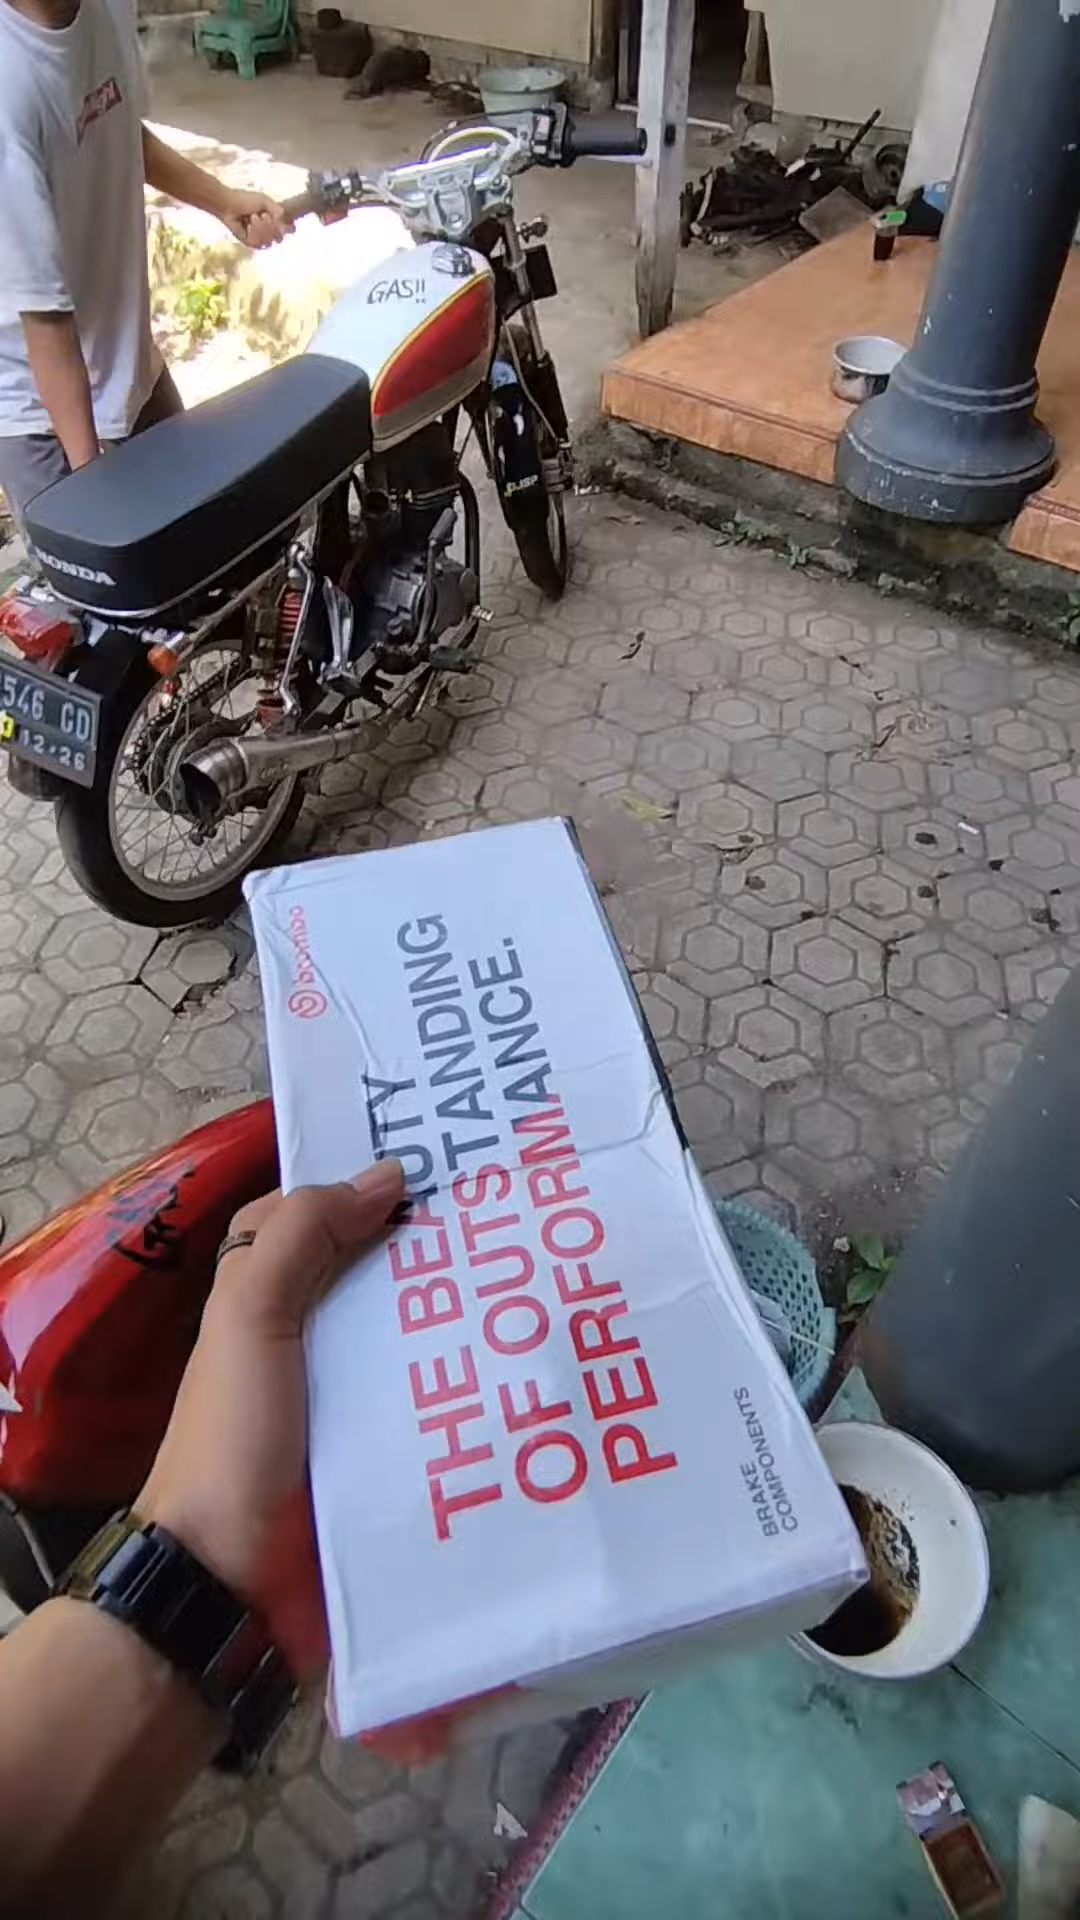 GAS!!
HONDA
546 CD
12·26
brembo
THE BEAUTY
OF OUTSTANDING
PERFORMANCE.
BRAKE
COMPONENTS